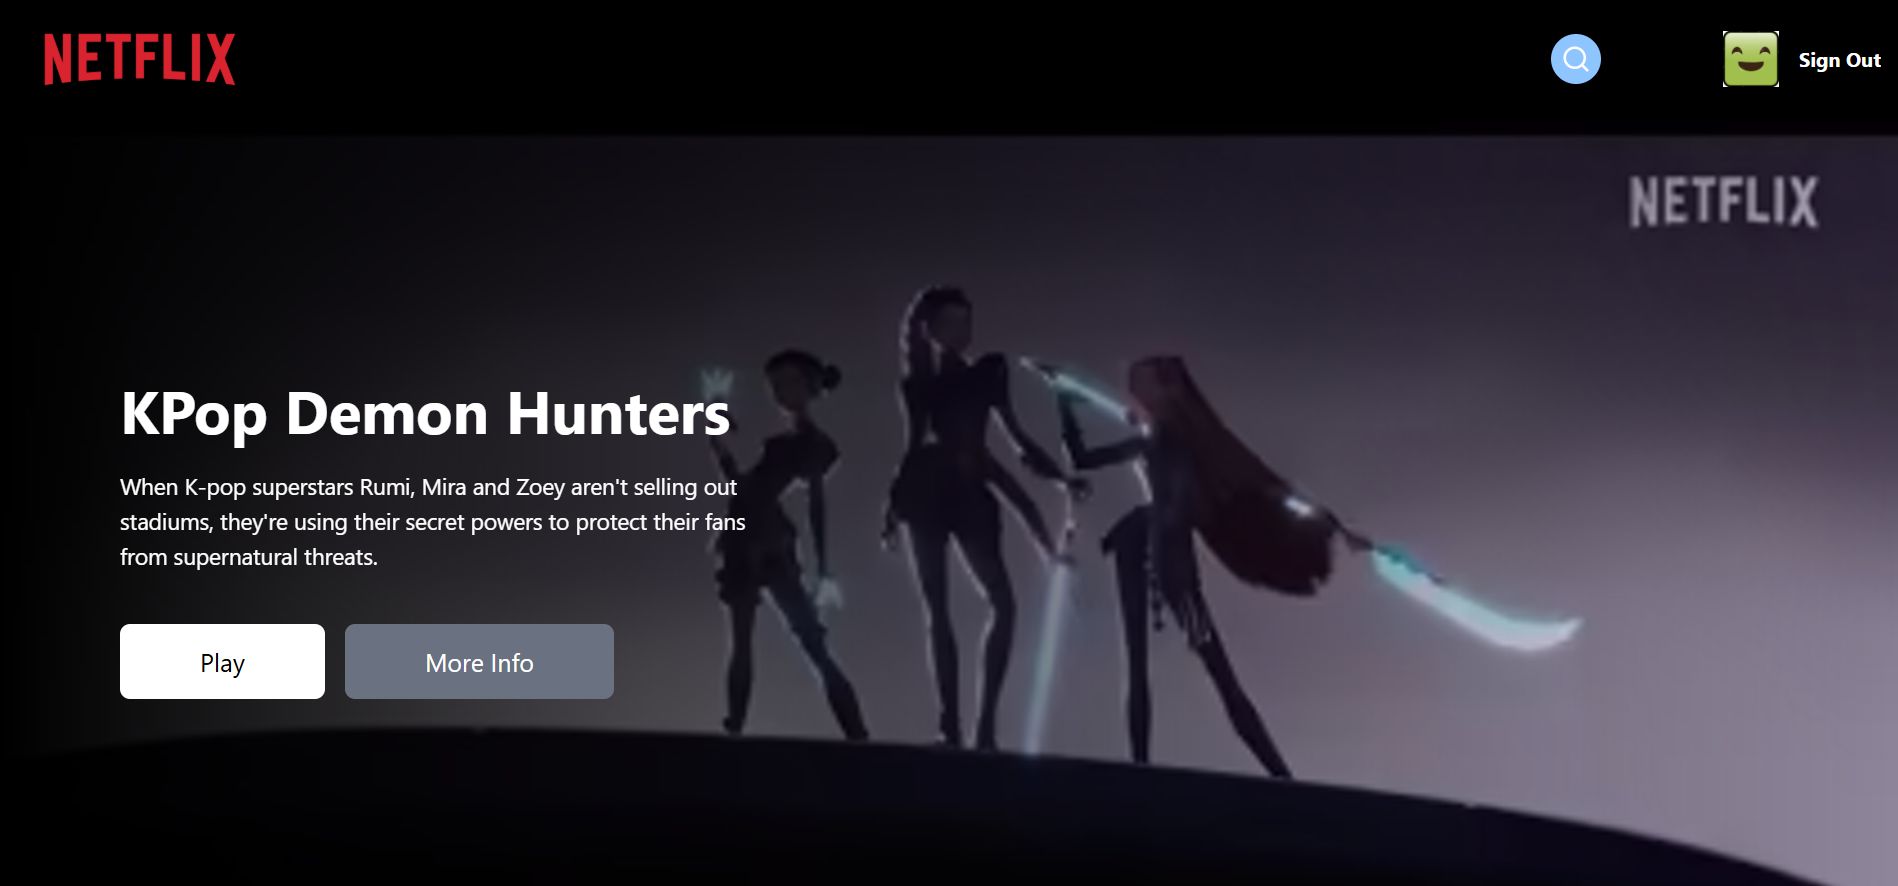 NETFLIX
Sign Out
NETFLIX
KPop Demon Hunters
When K-pop superstars Rumi, Mira and Zoey aren't selling out
stadiums, they're using their secret powers to protect their fans
from supernatural threats.
Play
More Info